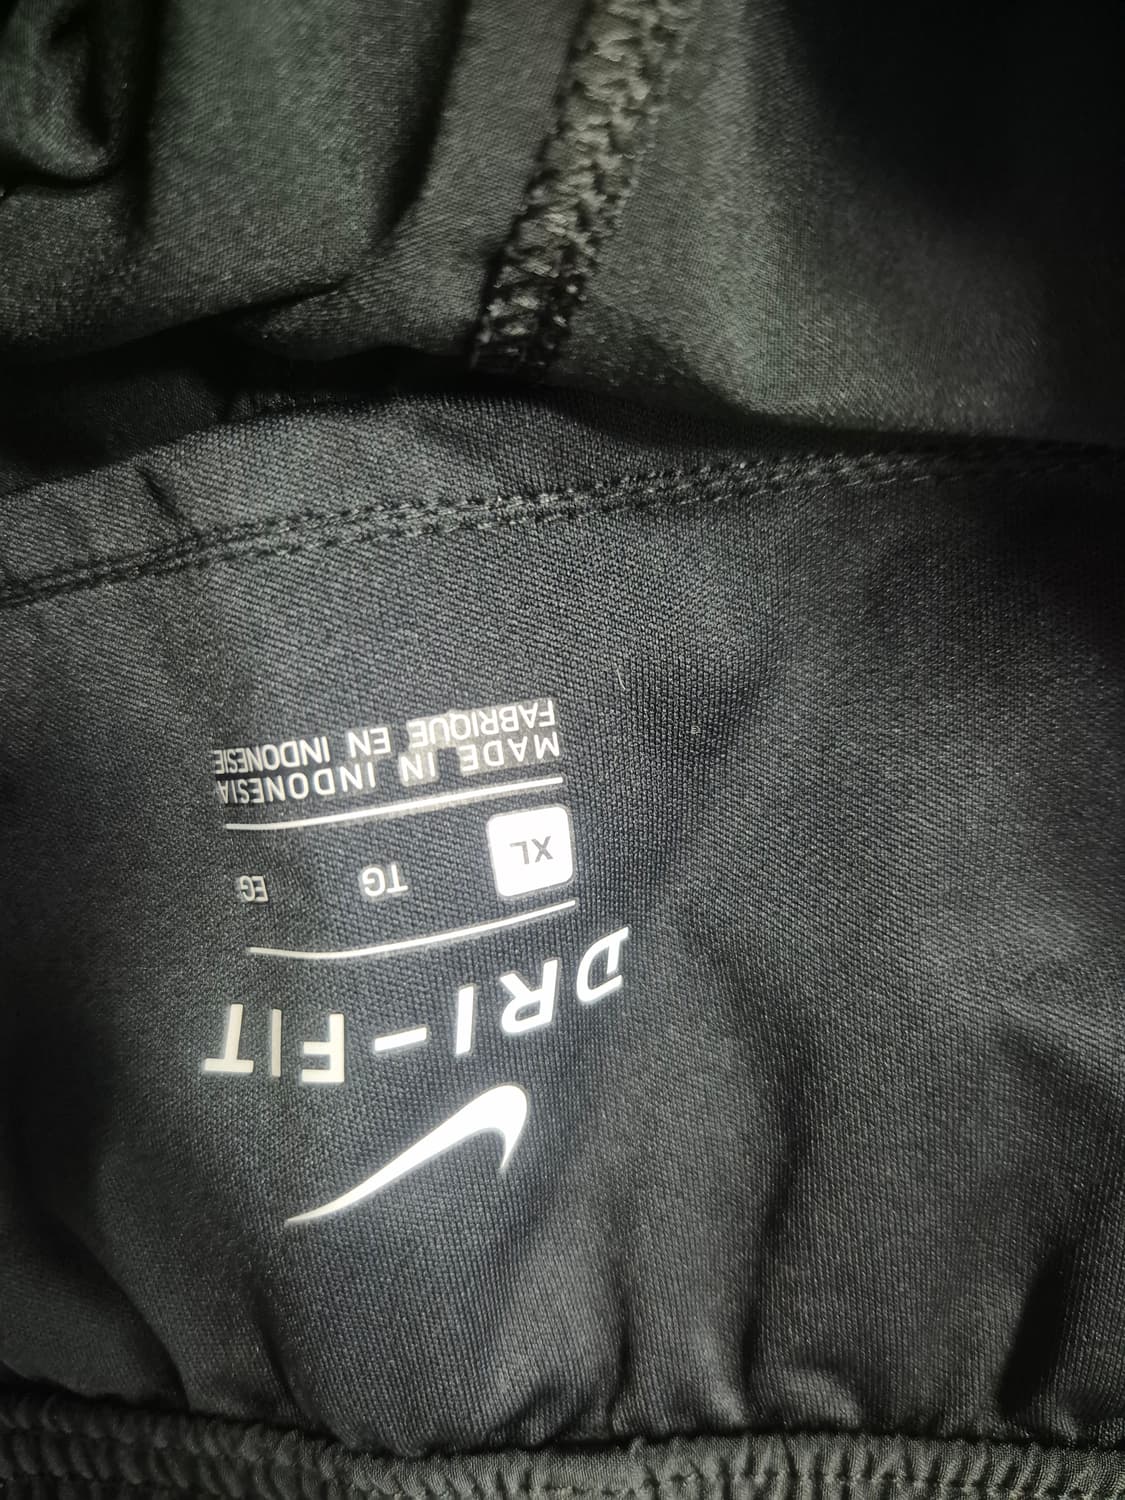 DRI-FIT
XL TG EG
MADE IN INDONESIA
FABRIQUE EN INDONESIE